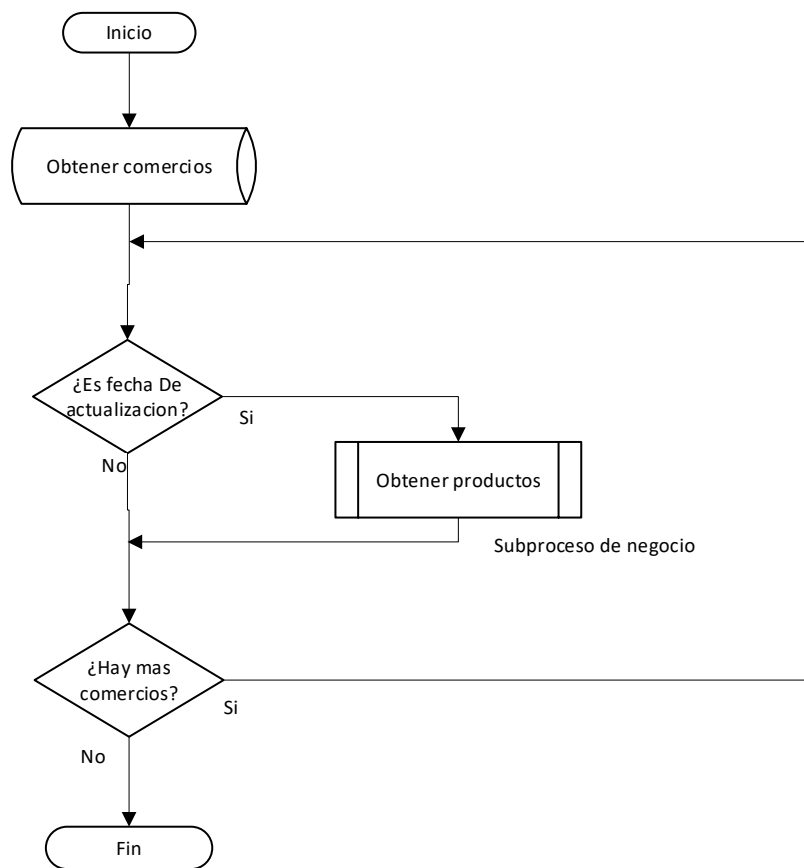 Inicio
Obtener comercios
¿Es fecha De
actualizacion?
Si
No
Obtener productos
Subproceso de negocio
¿Hay mas
comercios?
Si
No
Fin